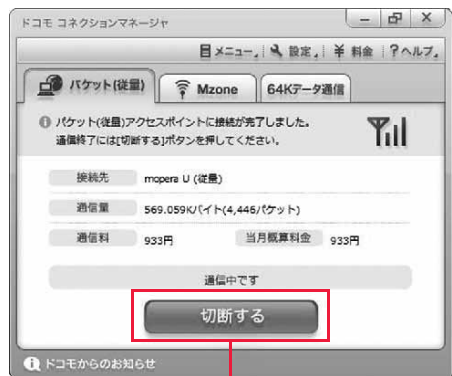 ドコモ コネクションマネージャ
メニュー 設定 ¥ 料金 ?ヘルプ
パケット(従量) Mzone 64Kデータ通信
パケット(従量)アクセスポイントに接続が完了しました。
通信終了には[切断する]ボタンを押してください。
接続先 mopera U (従量)
通信量 569.059Kバイト(4,446パケット)
通信料 933円 当月概算料金 933円
通信中です
切断する
ドコモからのお知らせ